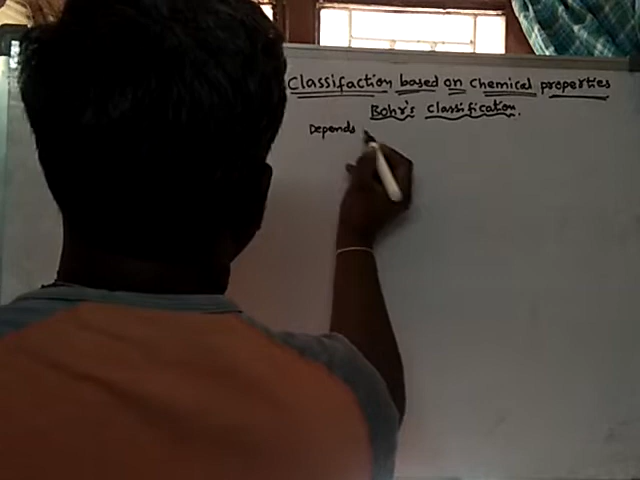 Classifaction based on Chemical properties
Bohr's classification.
Depends